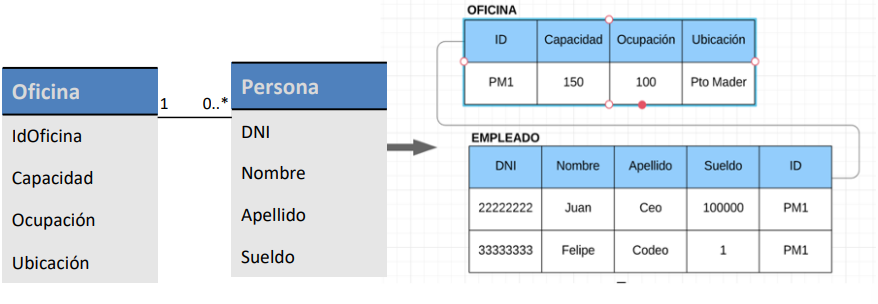 Oficina
IdOficina
Capacidad
Ocupación
Ubicación
1 0..*
Persona
DNI
Nombre
Apellido
Sueldo
OFICINA
ID Capacidad Ocupación Ubicación
PM1 150 100 Pto Mader
EMPLEADO
DNI Nombre Apellido Sueldo ID
22222222 Juan Ceo 100000 PM1
33333333 Felipe Codeo 1 PM1